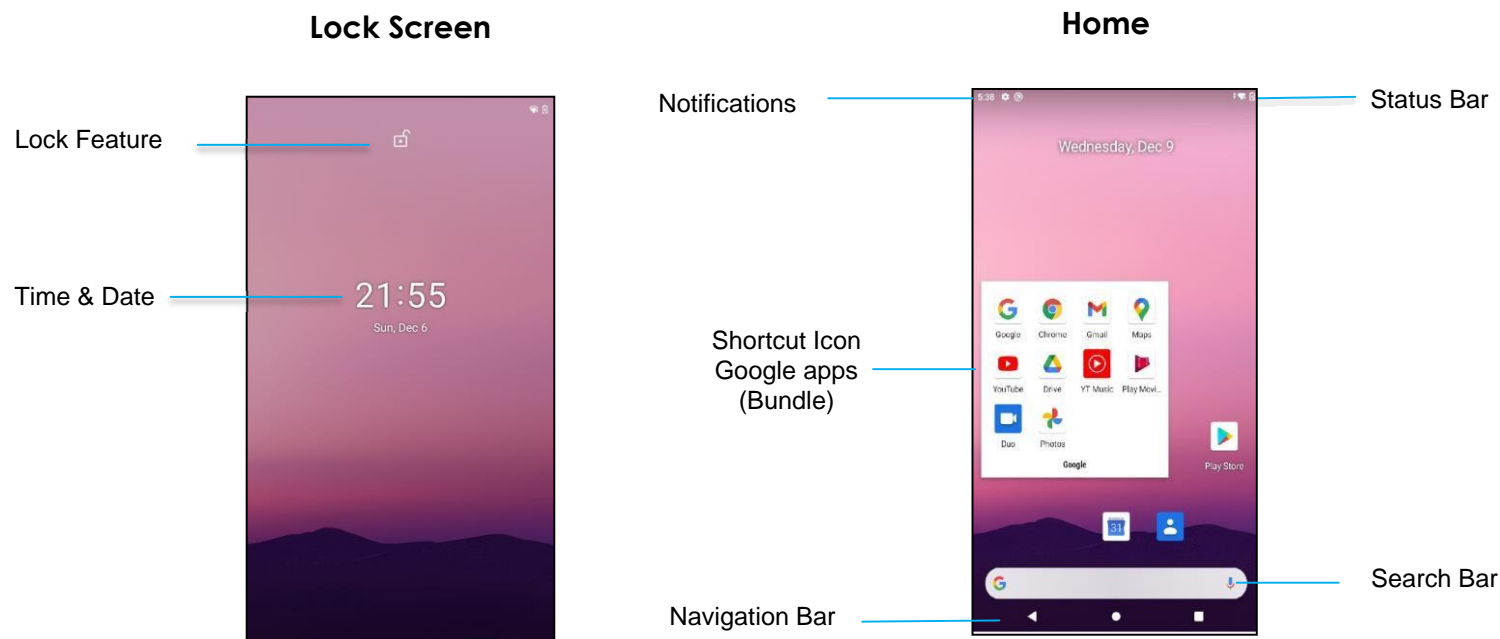 Lock Screen
Home
Notifications
5:38
Status Bar
Lock Feature
Wednesday, Dec 9
Time & Date
21:55
Sun, Dec 6
Shortcut Icon
Google apps
(Bundle)
Google Chrome Gmail Maps
YouTube Drive YT Music Play Movi...
Duo Photos
Google
Play Store
31
Search Bar
Navigation Bar